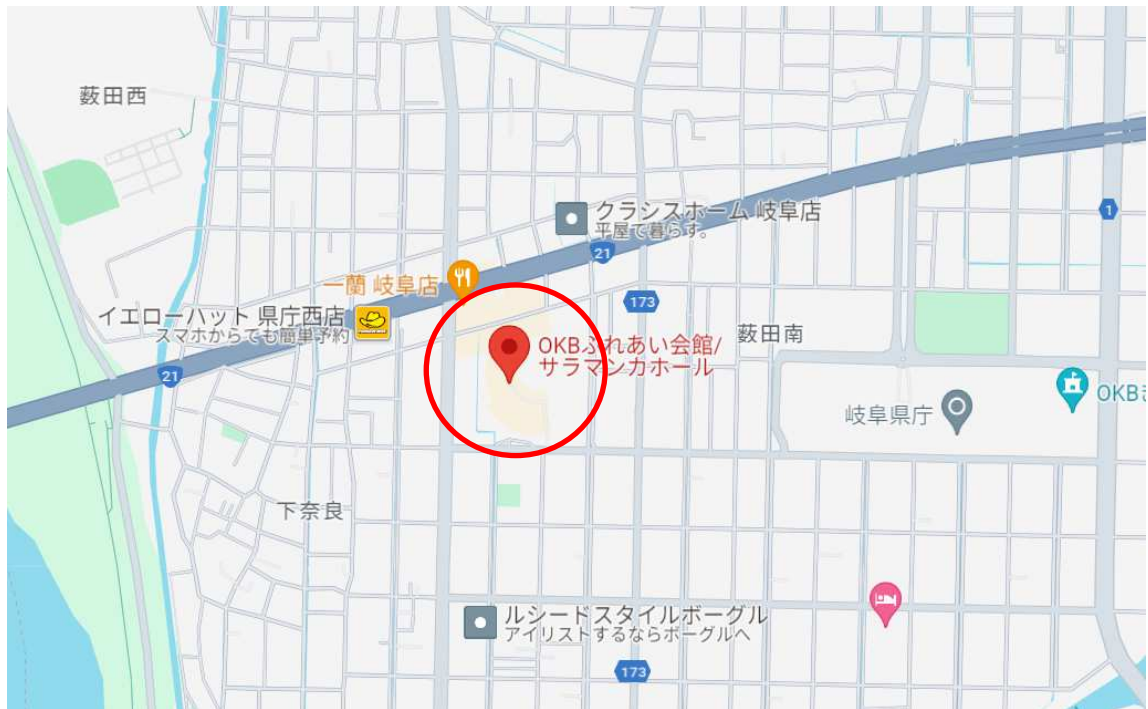 薮田西
1
クラシスホーム 岐阜店
平屋て暮らす。
21
一蘭 岐阜店
173
イエローハット 県庁西店
スマホからでも簡単予約
薮田南
OKBふれあい会館/
サラマンカホール
21
OKB
岐阜県庁
下奈良
ルシードスタイルボーグル
アイリストするならボーグルへ
173